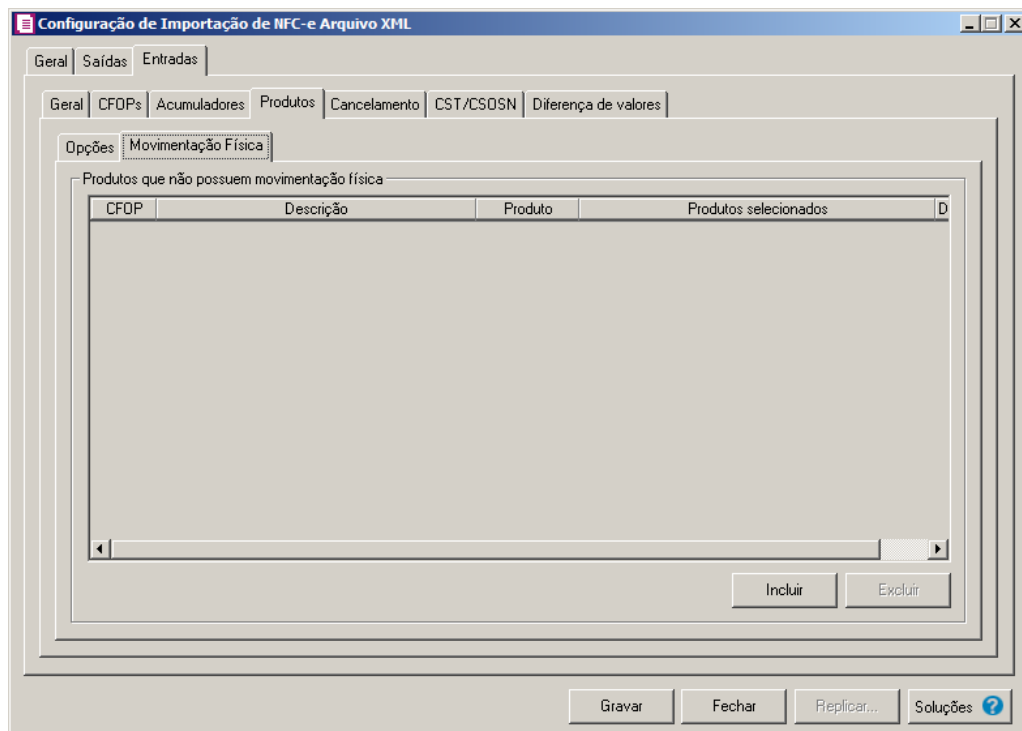 Configuração de Importação de NFC-e Arquivo XML
Geral Saídas Entradas
Geral CFOPs Acumuladores Produtos Cancelamento CST/CSOSN Diferença de valores
Opções Movimentação Física
Produtos que não possuem movimentação física
CFOP Descrição Produto Produtos selecionados D
Incluir Excluir
Gravar Fechar Replicar... Soluções ?